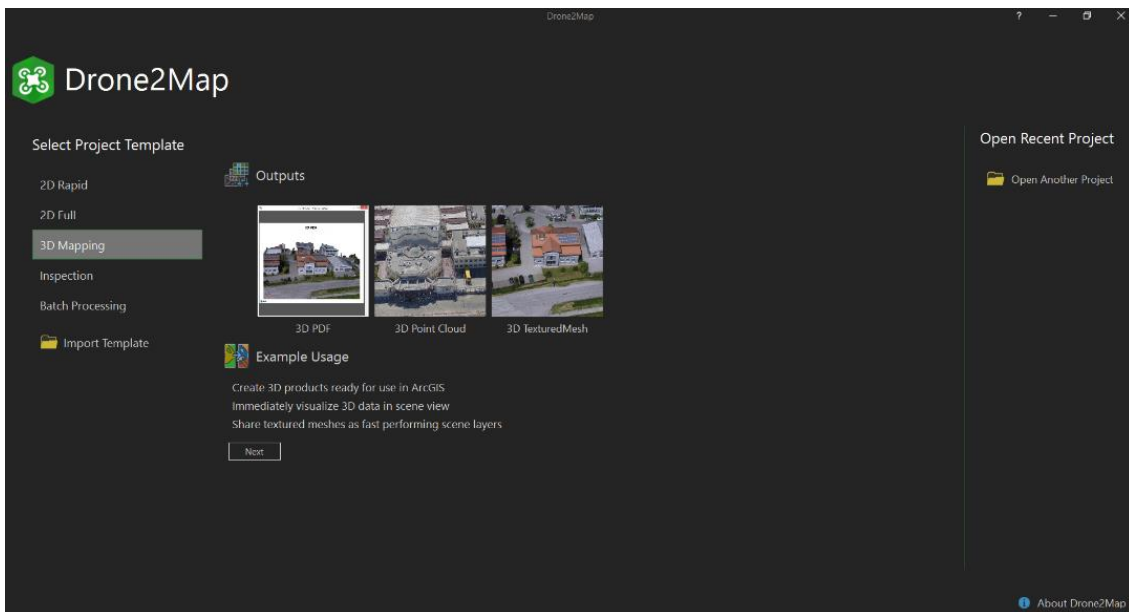 Drone2Map
?
Drone2Map
Select Project Template
2D Rapid
2D Full
3D Mapping
Inspection
Batch Processing
Import Template
Outputs
3D PDF
3D Point Cloud
3D TexturedMesh
Example Usage
Create 3D products ready for use in ArcGIS
Immediately visualize 3D data in scene view
Share textured meshes as fast performing scene layers
Next
Open Recent Project
Open Another Project
About Drone2Map